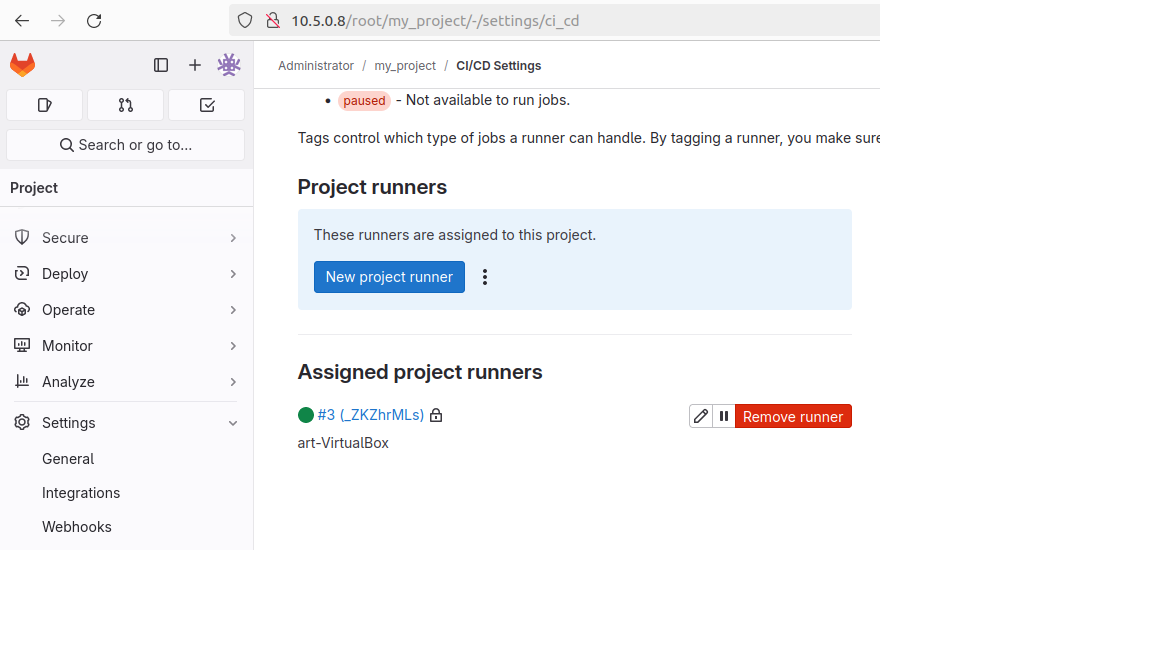 10.5.0.8/root/my_project/-/settings/ci_cd
Administrator / my_project / CI/CD Settings
Search or go to...
Project
Secure
Deploy
Operate
Monitor
Analyze
Settings
General
Integrations
Webhooks
• paused - Not available to run jobs.
Tags control which type of jobs a runner can handle. By tagging a runner, you make sure
Project runners
These runners are assigned to this project.
New project runner
Assigned project runners
#3 (_ZKZhrMLs)
Remove runner
art-VirtualBox